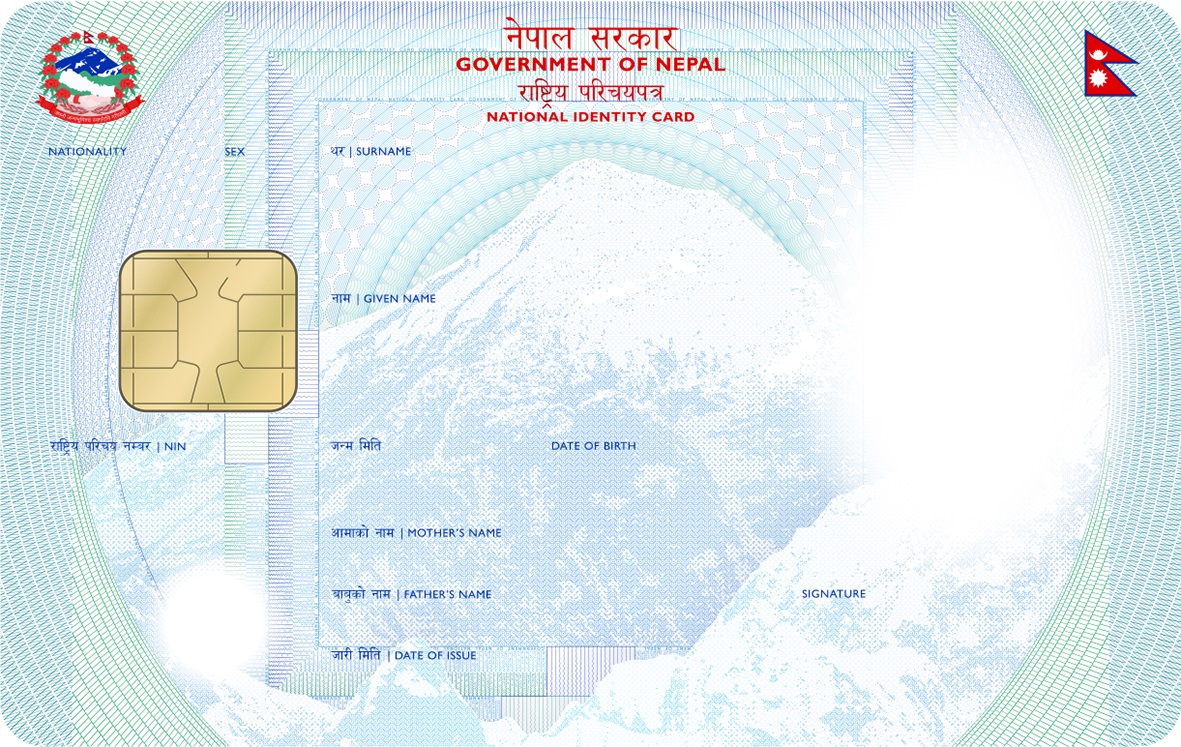 नेपाल सरकार
GOVERNMENT OF NEPAL
राष्ट्रिय परिचयपत्र
NATIONAL IDENTITY CARD
NATIONALITY
SEX
थर | SURNAME
नाम | GIVEN NAME
राष्ट्रिय परिचय नम्बर | NIN
जन्म मिति
DATE OF BIRTH
आमाको नाम | MOTHER'S NAME
बाबुको नाम | FATHER'S NAME
SIGNATURE
जारी मिति | DATE OF ISSUE